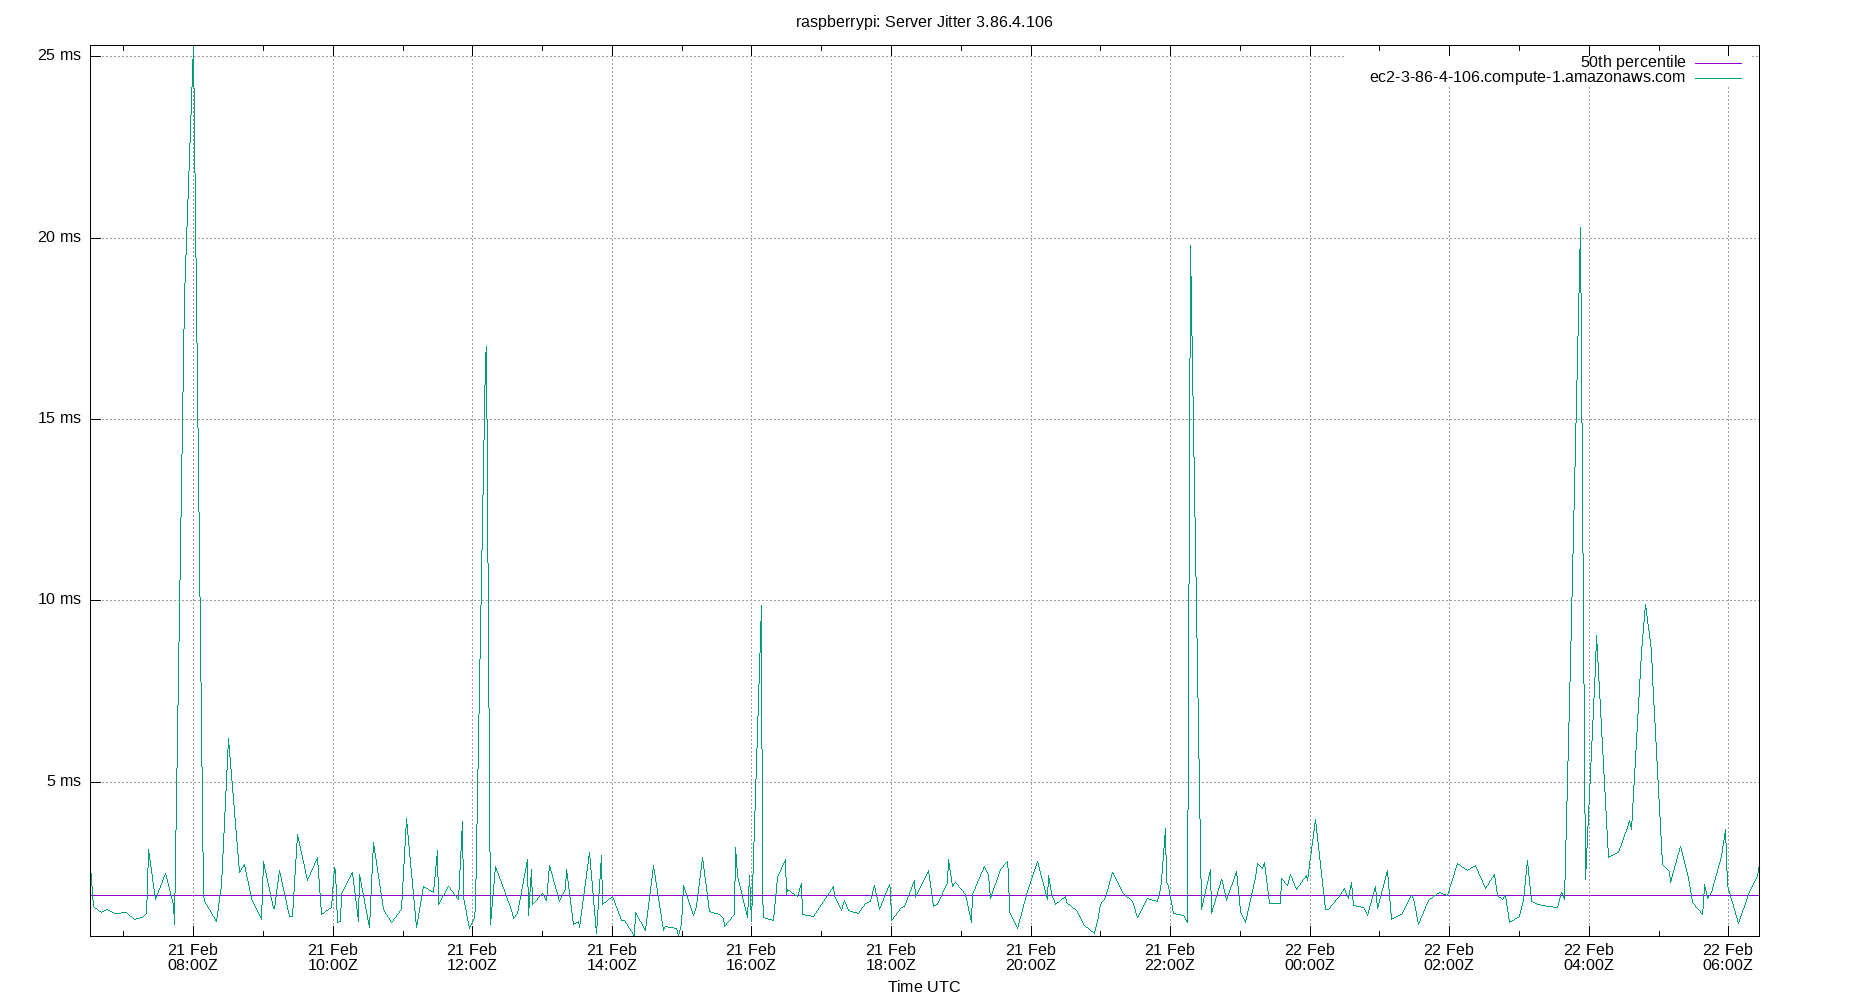 raspberrypi: Server Jitter 3.86.4.106
25 ms
20 ms
15 ms
10 ms
5 ms
50th percentile
ec2-3-86-4-106.compute-1.amazonaws.com
21 Feb 21 Feb 21 Feb 21 Feb 21 Feb 21 Feb 21 Feb 21 Feb 22 Feb 22 Feb 22 Feb 22 Feb
08:00Z 10:00Z 12:00Z 14:00Z 16:00Z 18:00Z 20:00Z 22:00Z 00:00Z 02:00Z 04:00Z 06:00Z
Time UTC